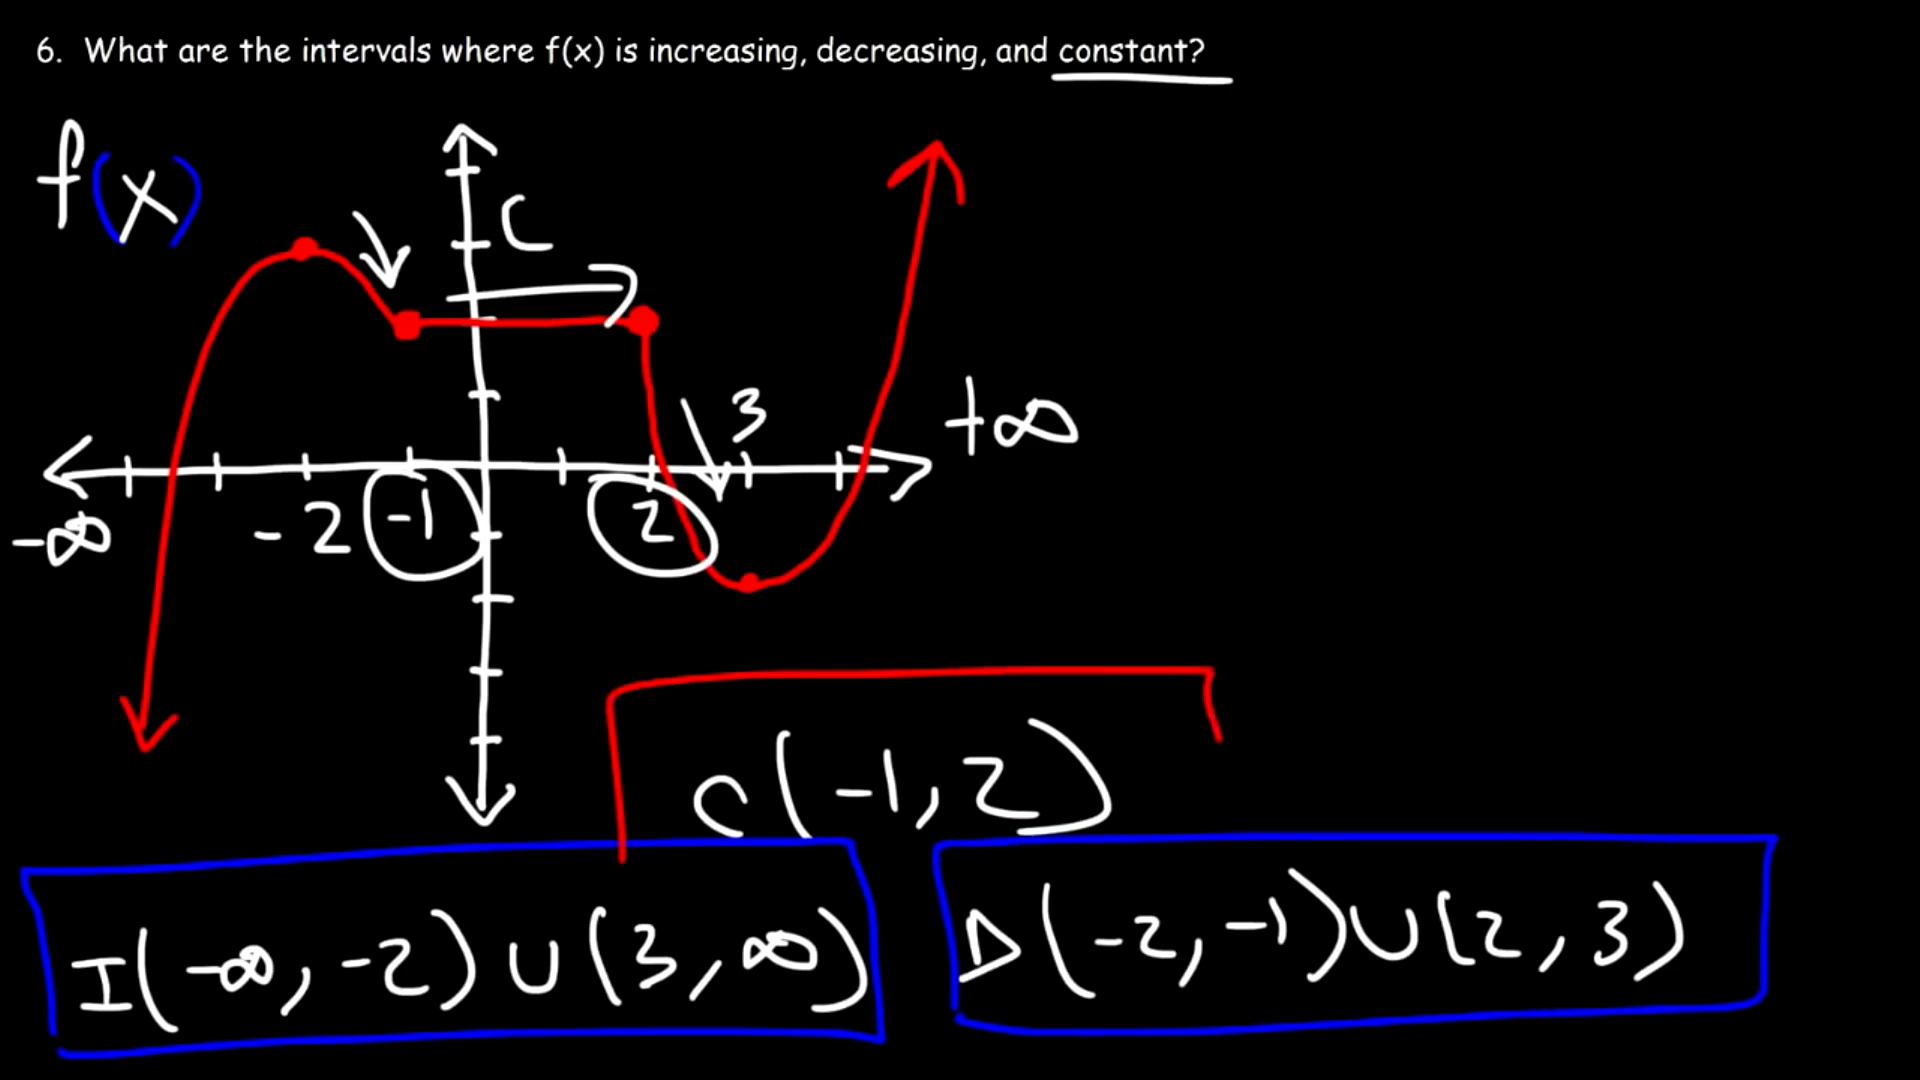 6. What are the intervals where f(x) is increasing, decreasing, and constant?
f(x)
C
3
+∞
-∞
-2
-1
2
C(-1,2)
I(-∞,-2)∪(3,∞)
D(-2,-1)∪(2,3)